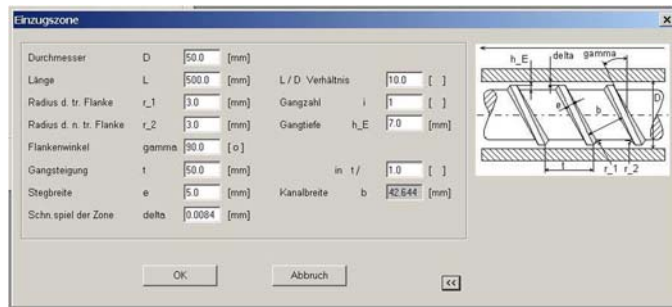 Einzugszone
Durchmesser D 50.0 [mm]
Länge L 500.0 [mm] L / D Verhältnis 10.0 [ ]
Radius d. tr. Flanke r_1 3.0 [mm] Gangzahl i 1 [ ]
Radius d. n. tr. Flanke r_2 3.0 [mm] Gangtiefe h_E 7.0 [mm]
Flankenwinkel gamma 90.0 [o]
Gangsteigung t 50.0 [mm] in t / 1.0 [ ]
Stegbreite e 5.0 [mm] Kanalbreite b 42.644 [mm]
Schn.spiel der Zone delta 0.0084 [mm]
OK Abbruch <<
h_E delta gamma
e b D
t r_1 r_2